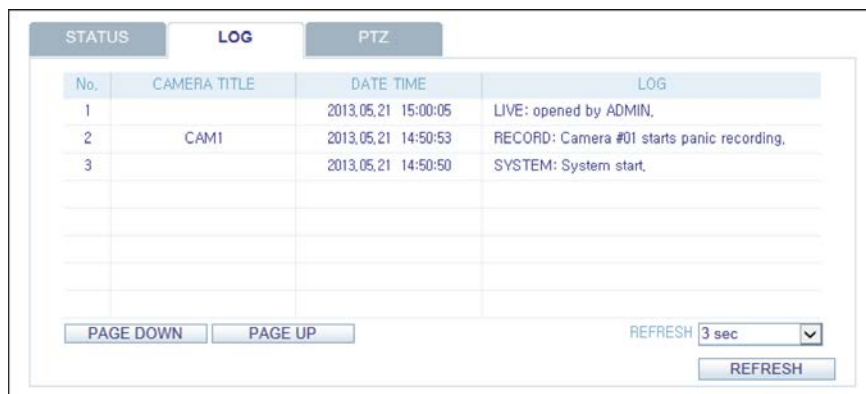 STATUS LOG PTZ
No. CAMERA TITLE DATE TIME LOG
1 2013.05.21 15:00:05 LIVE: opened by ADMIN.
2 CAM1 2013.05.21 14:50:53 RECORD: Camera #01 starts panic recording.
3 2013.05.21 14:50:50 SYSTEM: System start.
PAGE DOWN PAGE UP REFRESH 3 sec
REFRESH